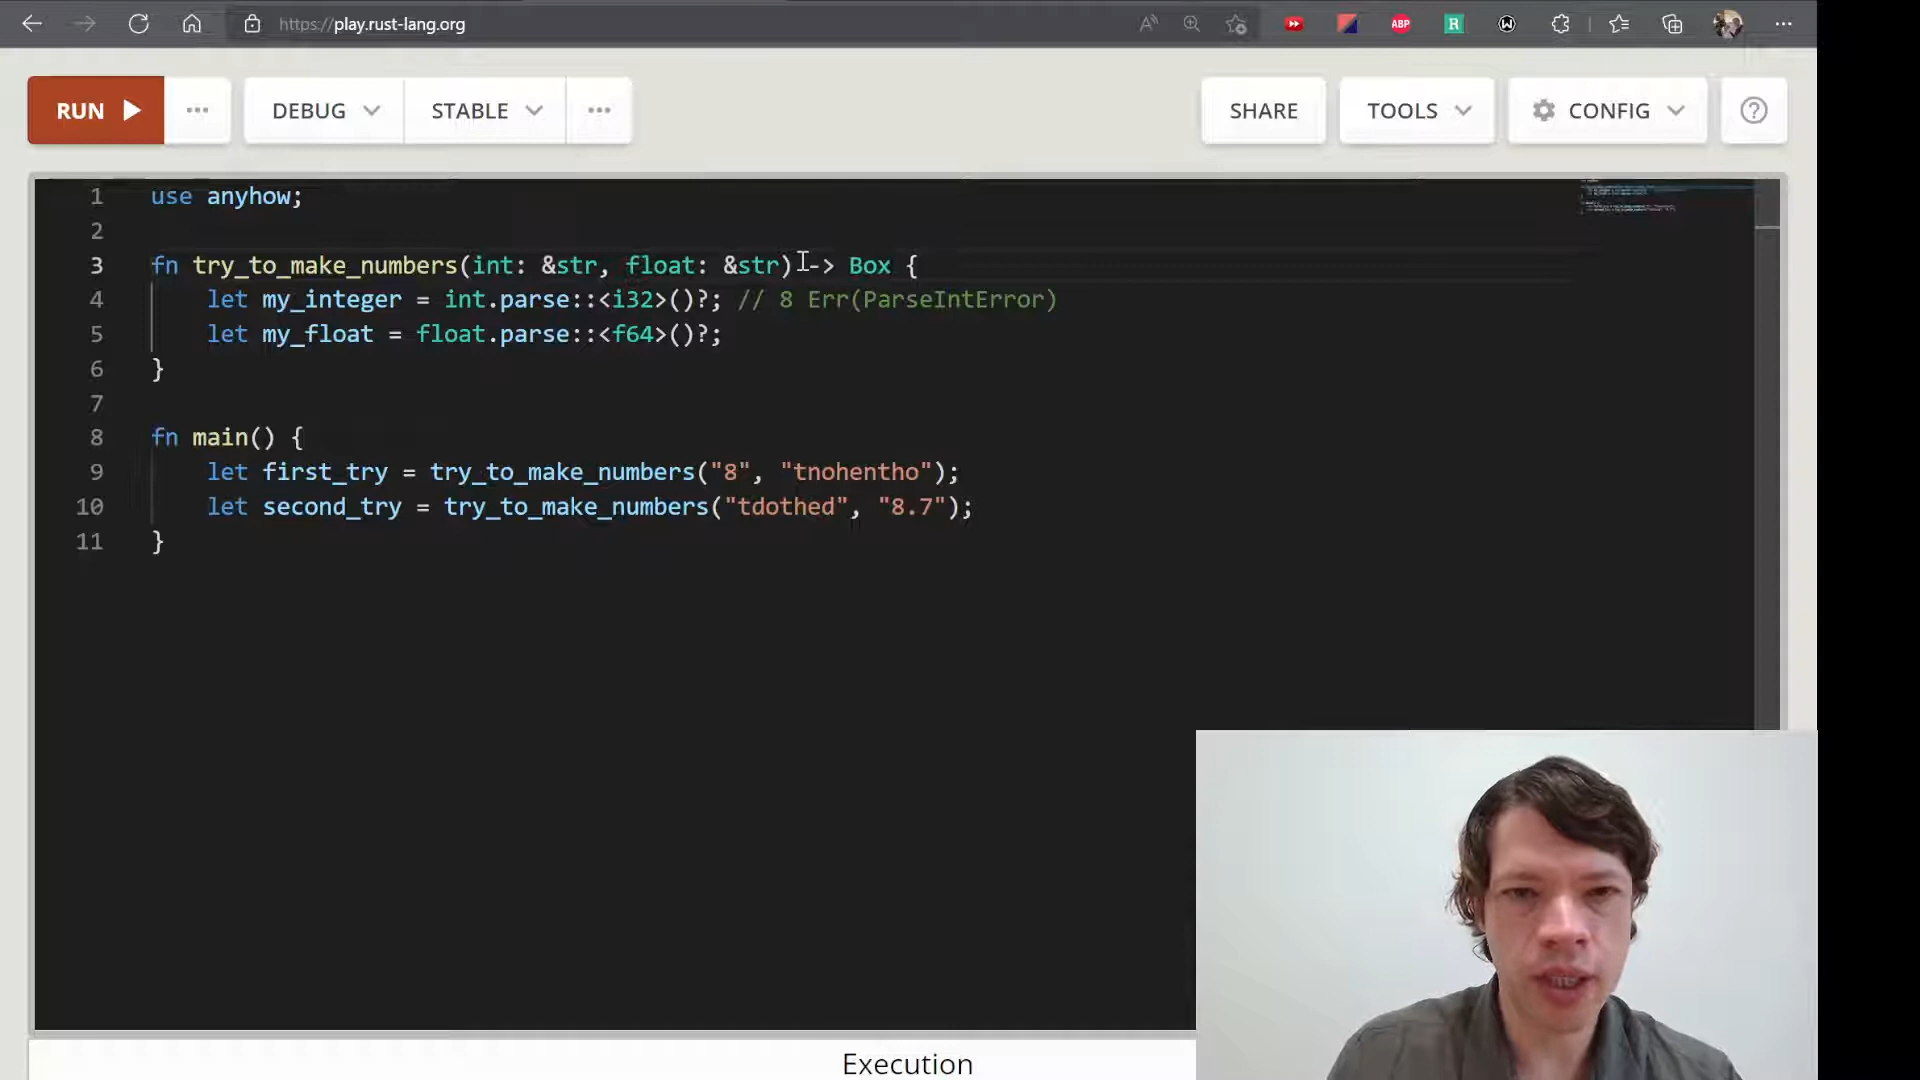 https://play.rust-lang.org
ABP
R
RUN
DEBUG
STABLE
SHARE
TOOLS
CONFIG
1 use anyhow;
2
3 fn try_to_make_numbers(int: &str, float: &str) -> Box {
4 let my_integer = int.parse::<i32>()?; // 8 Err(ParseIntError)
5 let my_float = float.parse::<f64>()?;
6 }
7
8 fn main() {
9 let first_try = try_to_make_numbers("8", "tnohentho");
10 let second_try = try_to_make_numbers("tdothed", "8.7");
11 }
Execution